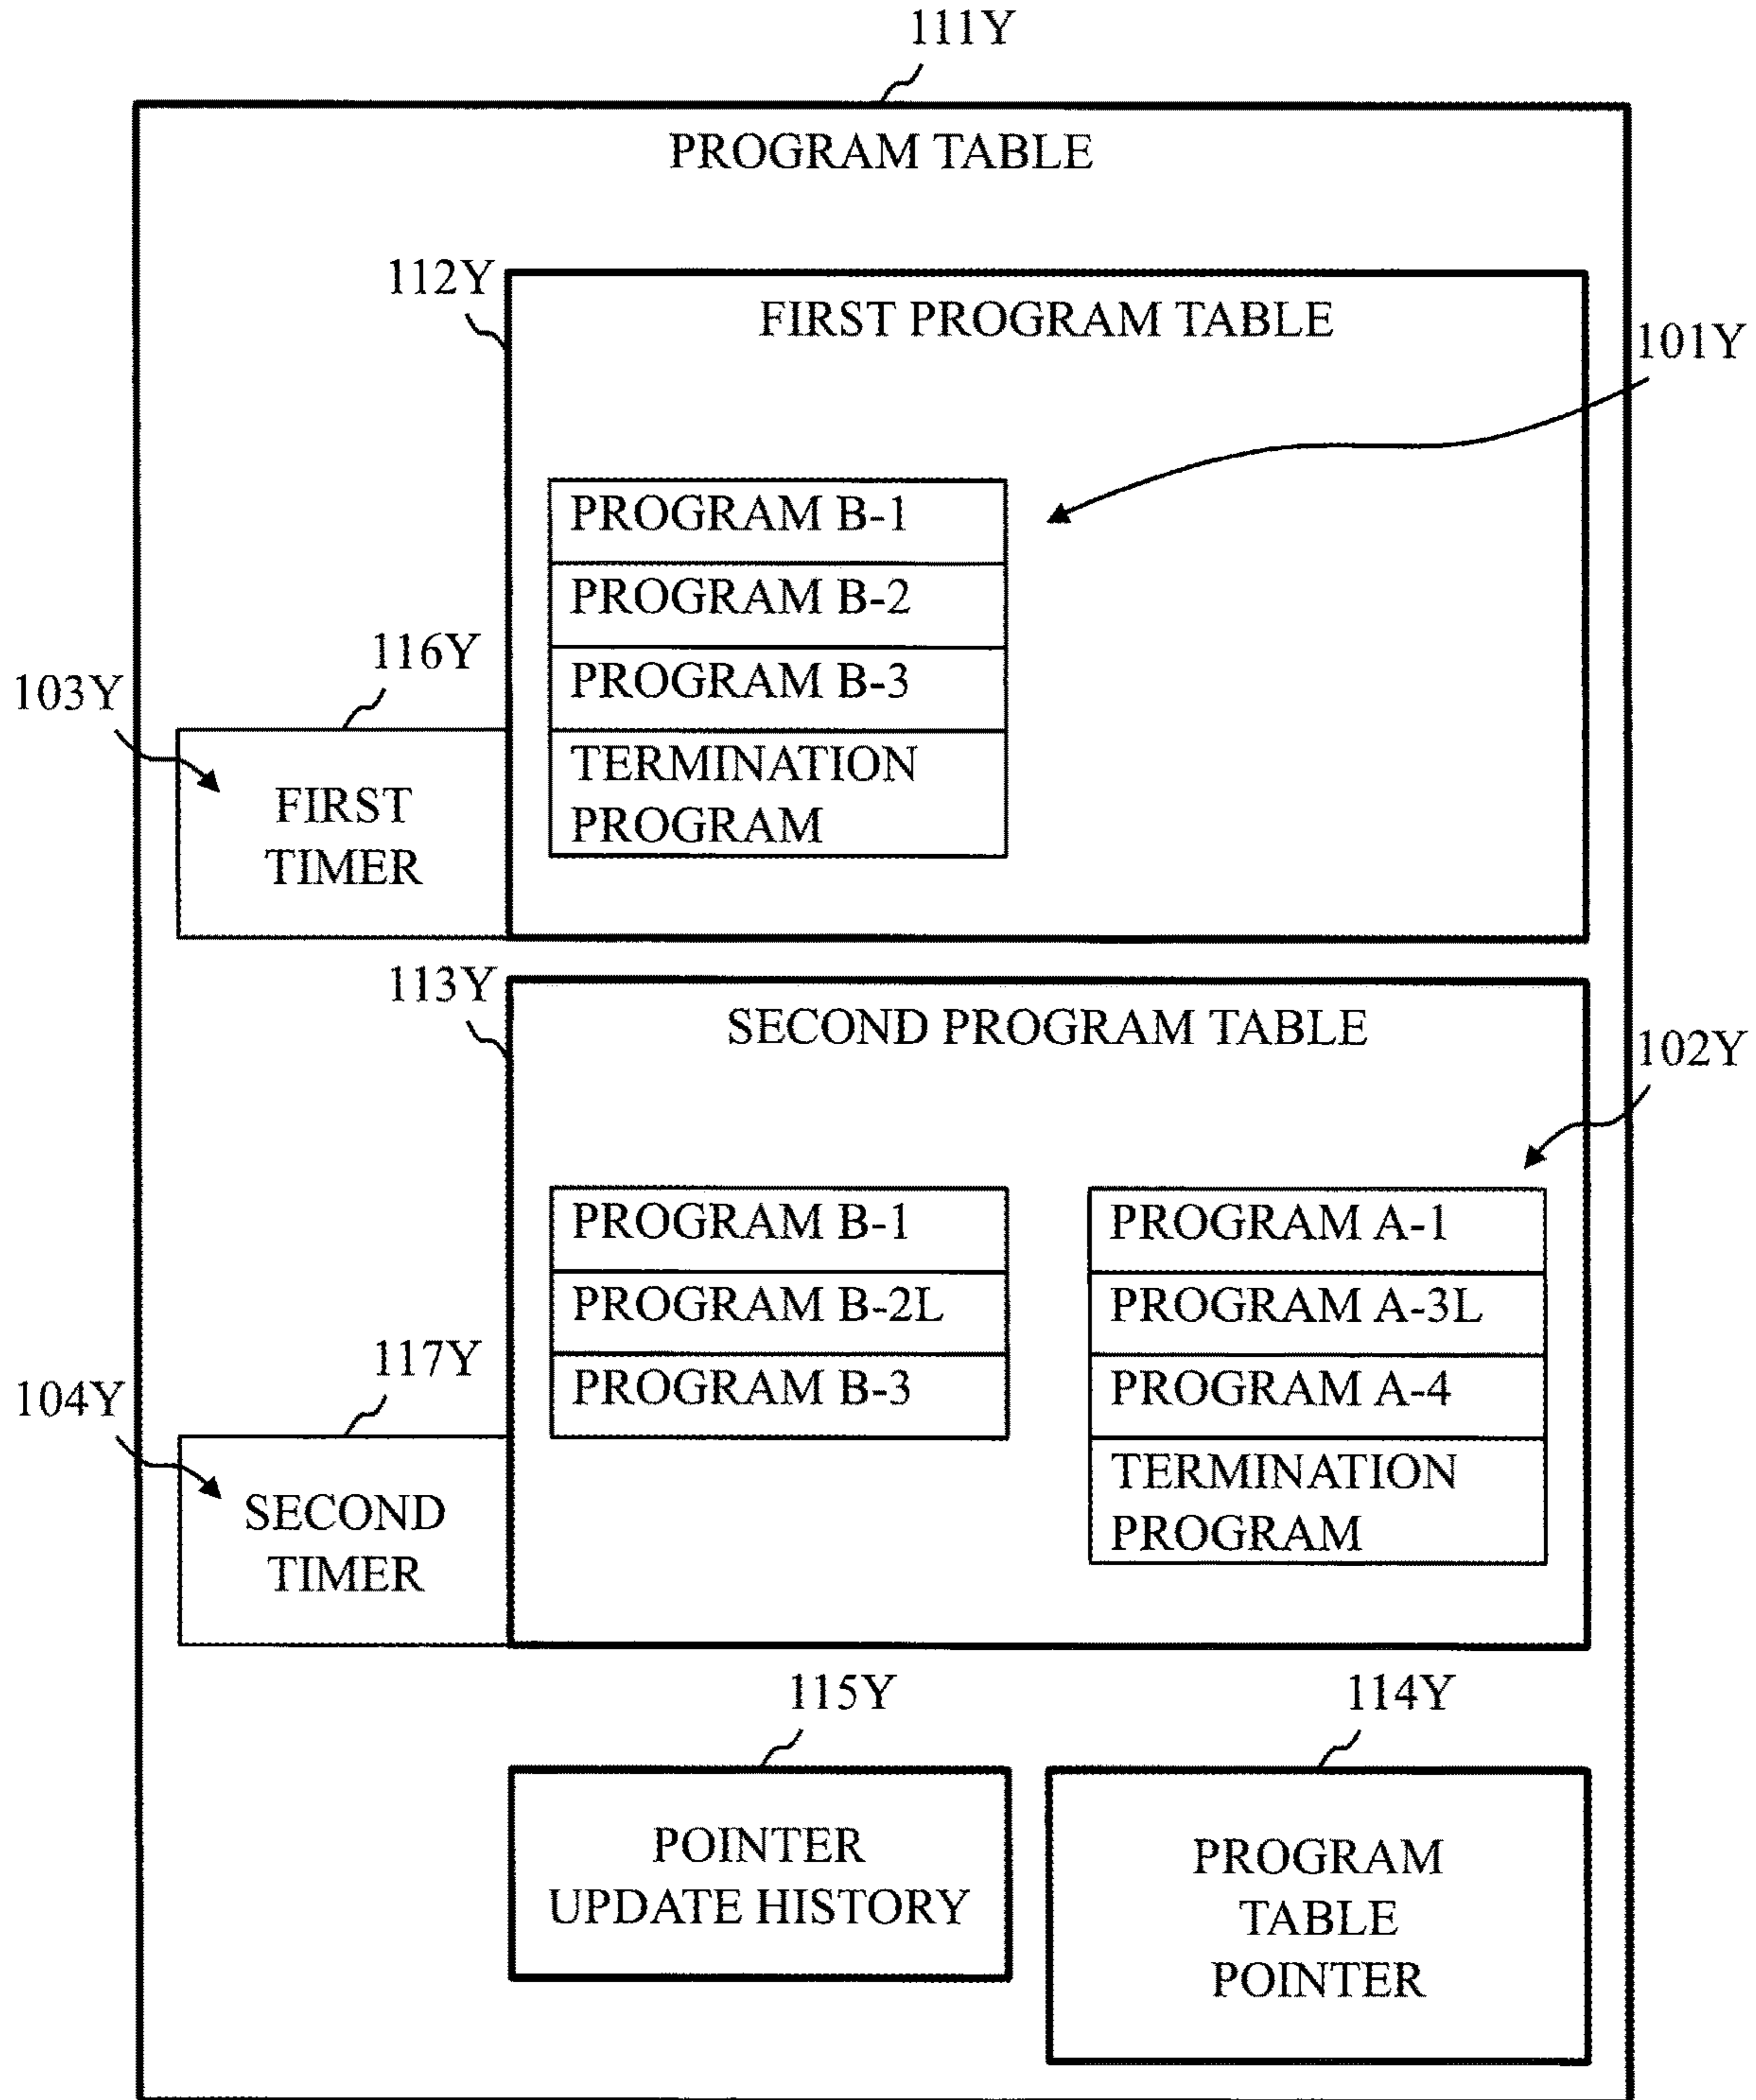 111Y
PROGRAM TABLE
112Y
FIRST PROGRAM TABLE
101Y
PROGRAM B-1
PROGRAM B-2
PROGRAM B-3
TERMINATION
PROGRAM
116Y
103Y
FIRST
TIMER
113Y
SECOND PROGRAM TABLE
102Y
PROGRAM B-1
PROGRAM B-2L
PROGRAM B-3
PROGRAM A-1
PROGRAM A-3L
PROGRAM A-4
TERMINATION
PROGRAM
117Y
104Y
SECOND
TIMER
115Y
POINTER
UPDATE HISTORY
114Y
PROGRAM
TABLE
POINTER